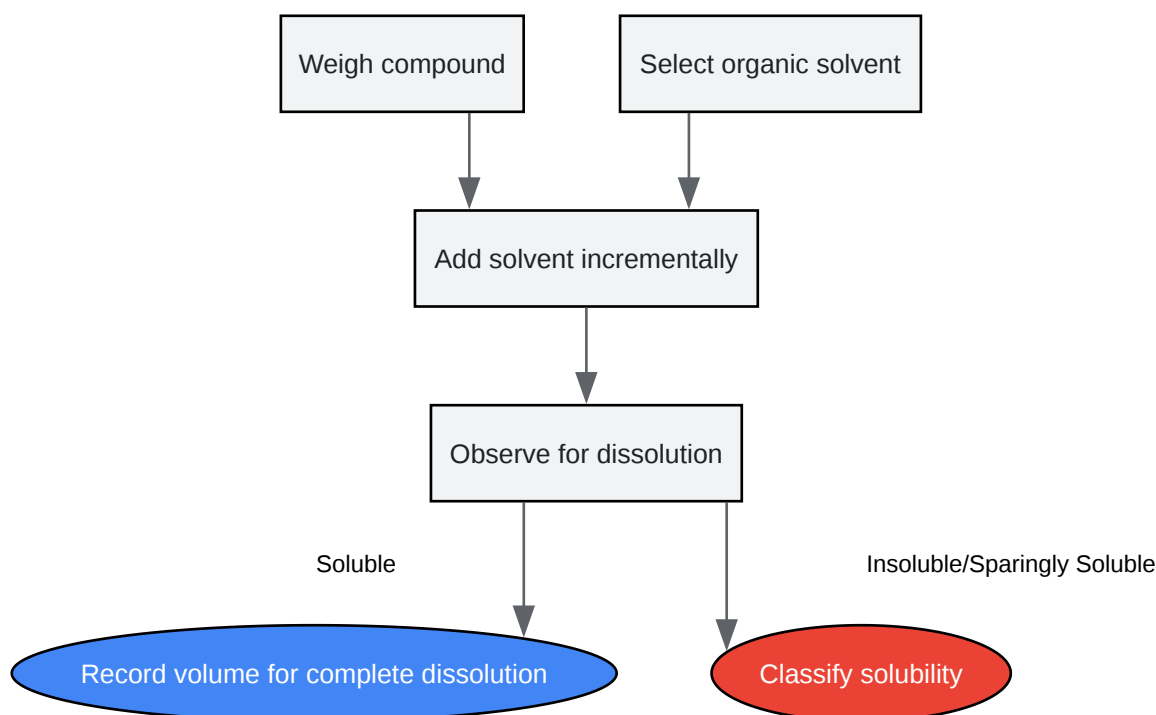 Weigh compound
Select organic solvent
Add solvent incrementally
Observe for dissolution
Soluble
Insoluble/Sparingly Soluble
Record volume for complete dissolution
Classify solubility